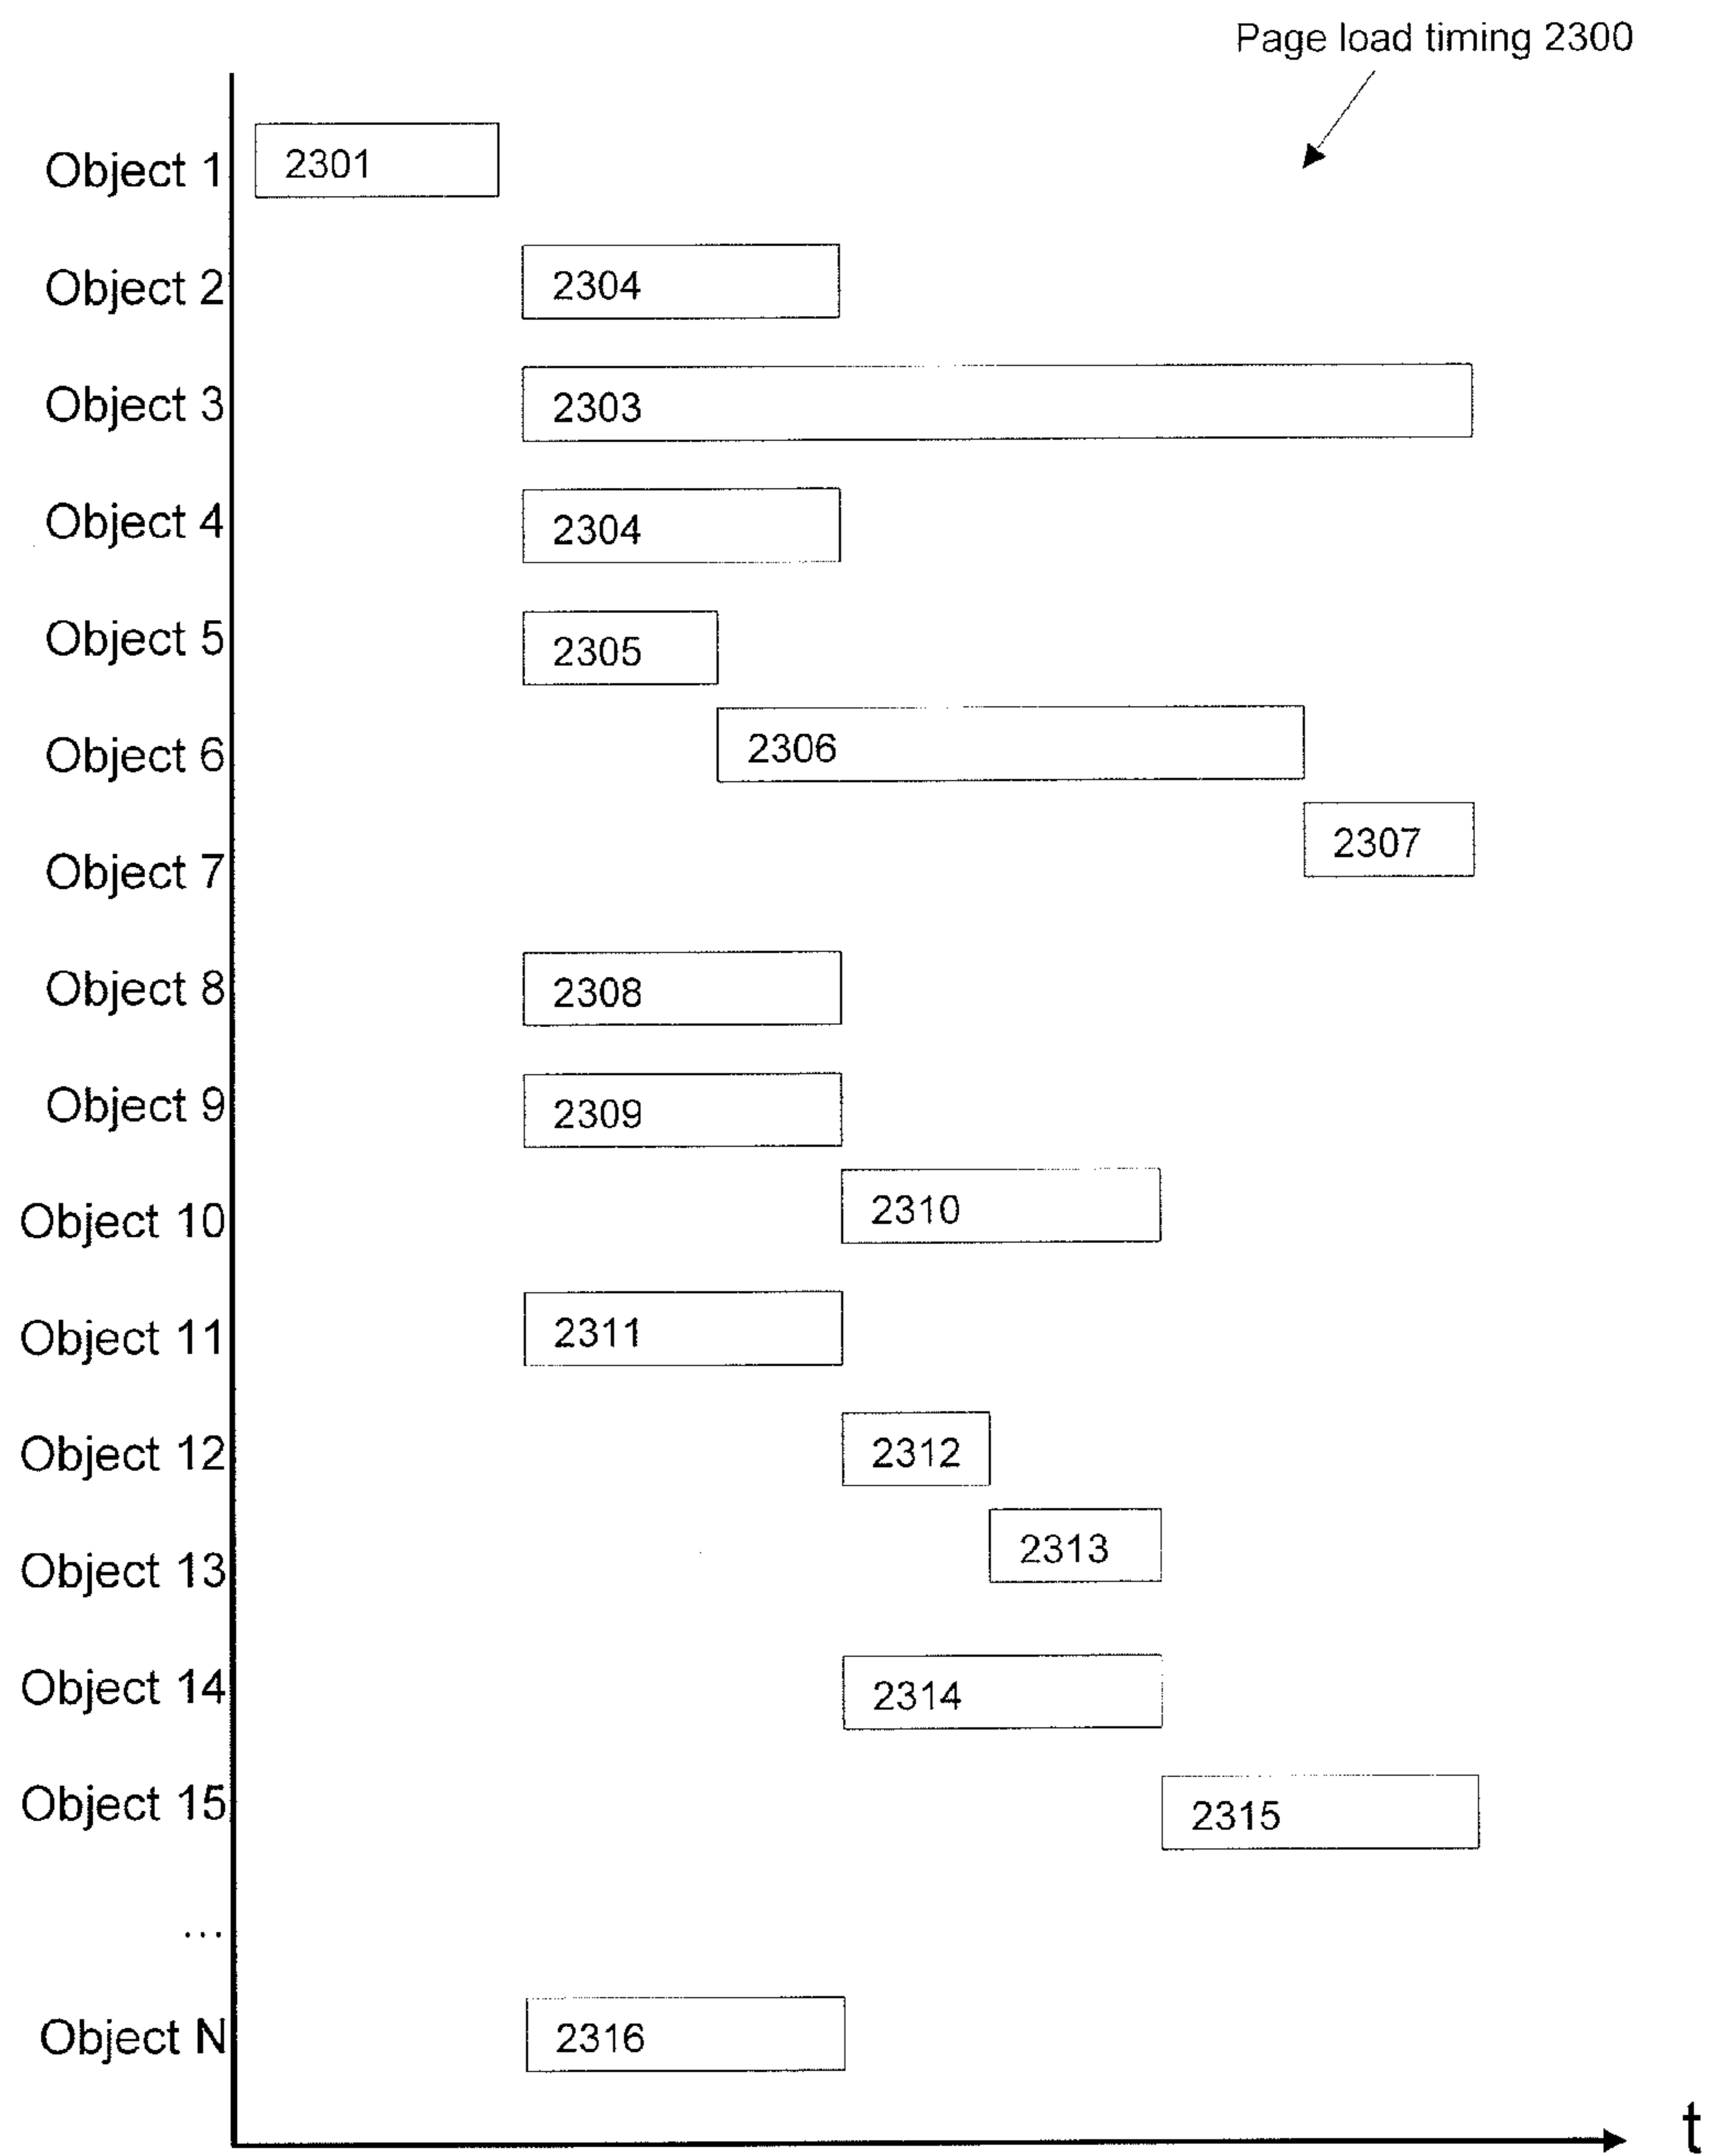 Page load timing 2300
Object 1 2301
Object 2 2304
Object 3 2303
Object 4 2304
Object 5 2305
Object 6 2306
Object 7 2307
Object 8 2308
Object 9 2309
Object 10 2310
Object 11 2311
Object 12 2312
Object 13 2313
Object 14 2314
Object 15 2315
...
Object N 2316
t